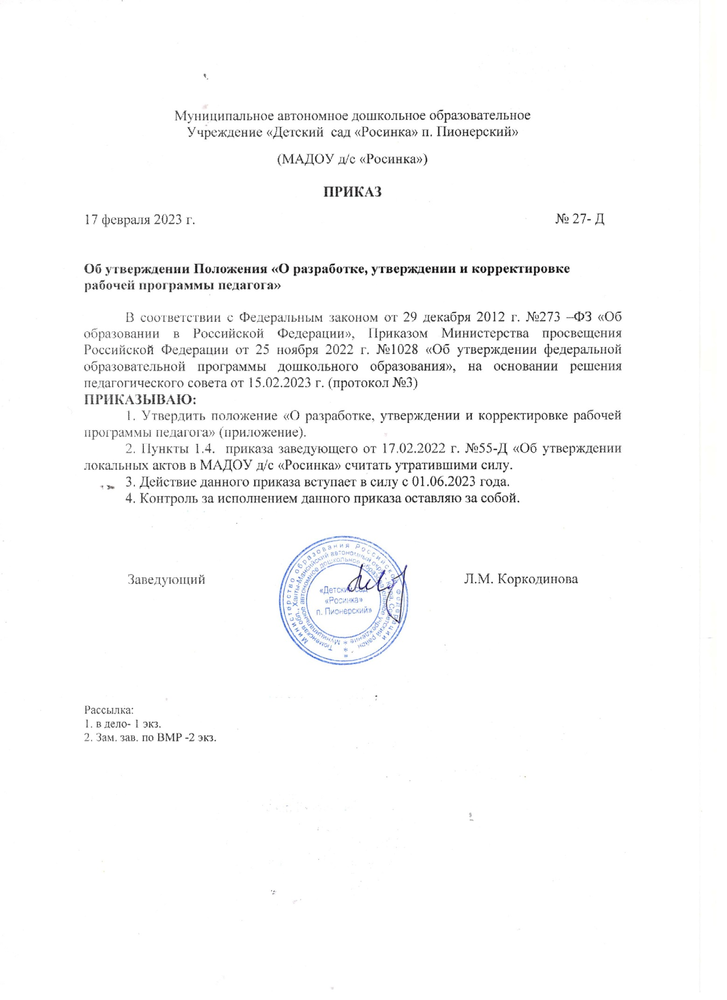 Муниципальное автономное дошкольное образовательное
Учреждение «Детский сад «Росинка» п. Пионерский»
(МАДОУ д/с «Росинка»)
ПРИКАЗ
17 февраля 2023 г. № 27- Д
Об утверждении Положения «О разработке, утверждении и корректировке
рабочей программы педагога»
В соответствии с Федеральным законом от 29 декабря 2012 г. №273 –ФЗ «Об
образовании в Российской Федерации», Приказом Министерства просвещения
Российской Федерации от 25 ноября 2022 г. №1028 «Об утверждении федеральной
образовательной программы дошкольного образования», на основании решения
педагогического совета от 15.02.2023 г. (протокол №3)
ПРИКАЗЫВАЮ:
1. Утвердить положение «О разработке, утверждении и корректировке рабочей
программы педагога» (приложение).
2. Пункты 1.4. приказа заведующего от 17.02.2022 г. №55-Д «Об утверждении
локальных актов в МАДОУ д/с «Росинка» считать утратившими силу.
3. Действие данного приказа вступает в силу с 01.06.2023 года.
4. Контроль за исполнением данного приказа оставляю за собой.
Заведующий Л.М. Коркодинова
Министерство образования Российской Федерации
Тюменская обл., Ханты-Мансийский автономный округ - Югра, Советский район
Муниципальное автономное дошкольное образовательное учреждение
«Детский сад
«Росинка»
п. Пионерский»
Рассылка:
1. в дело- 1 экз.
2. Зам. зав. по ВМР -2 экз.